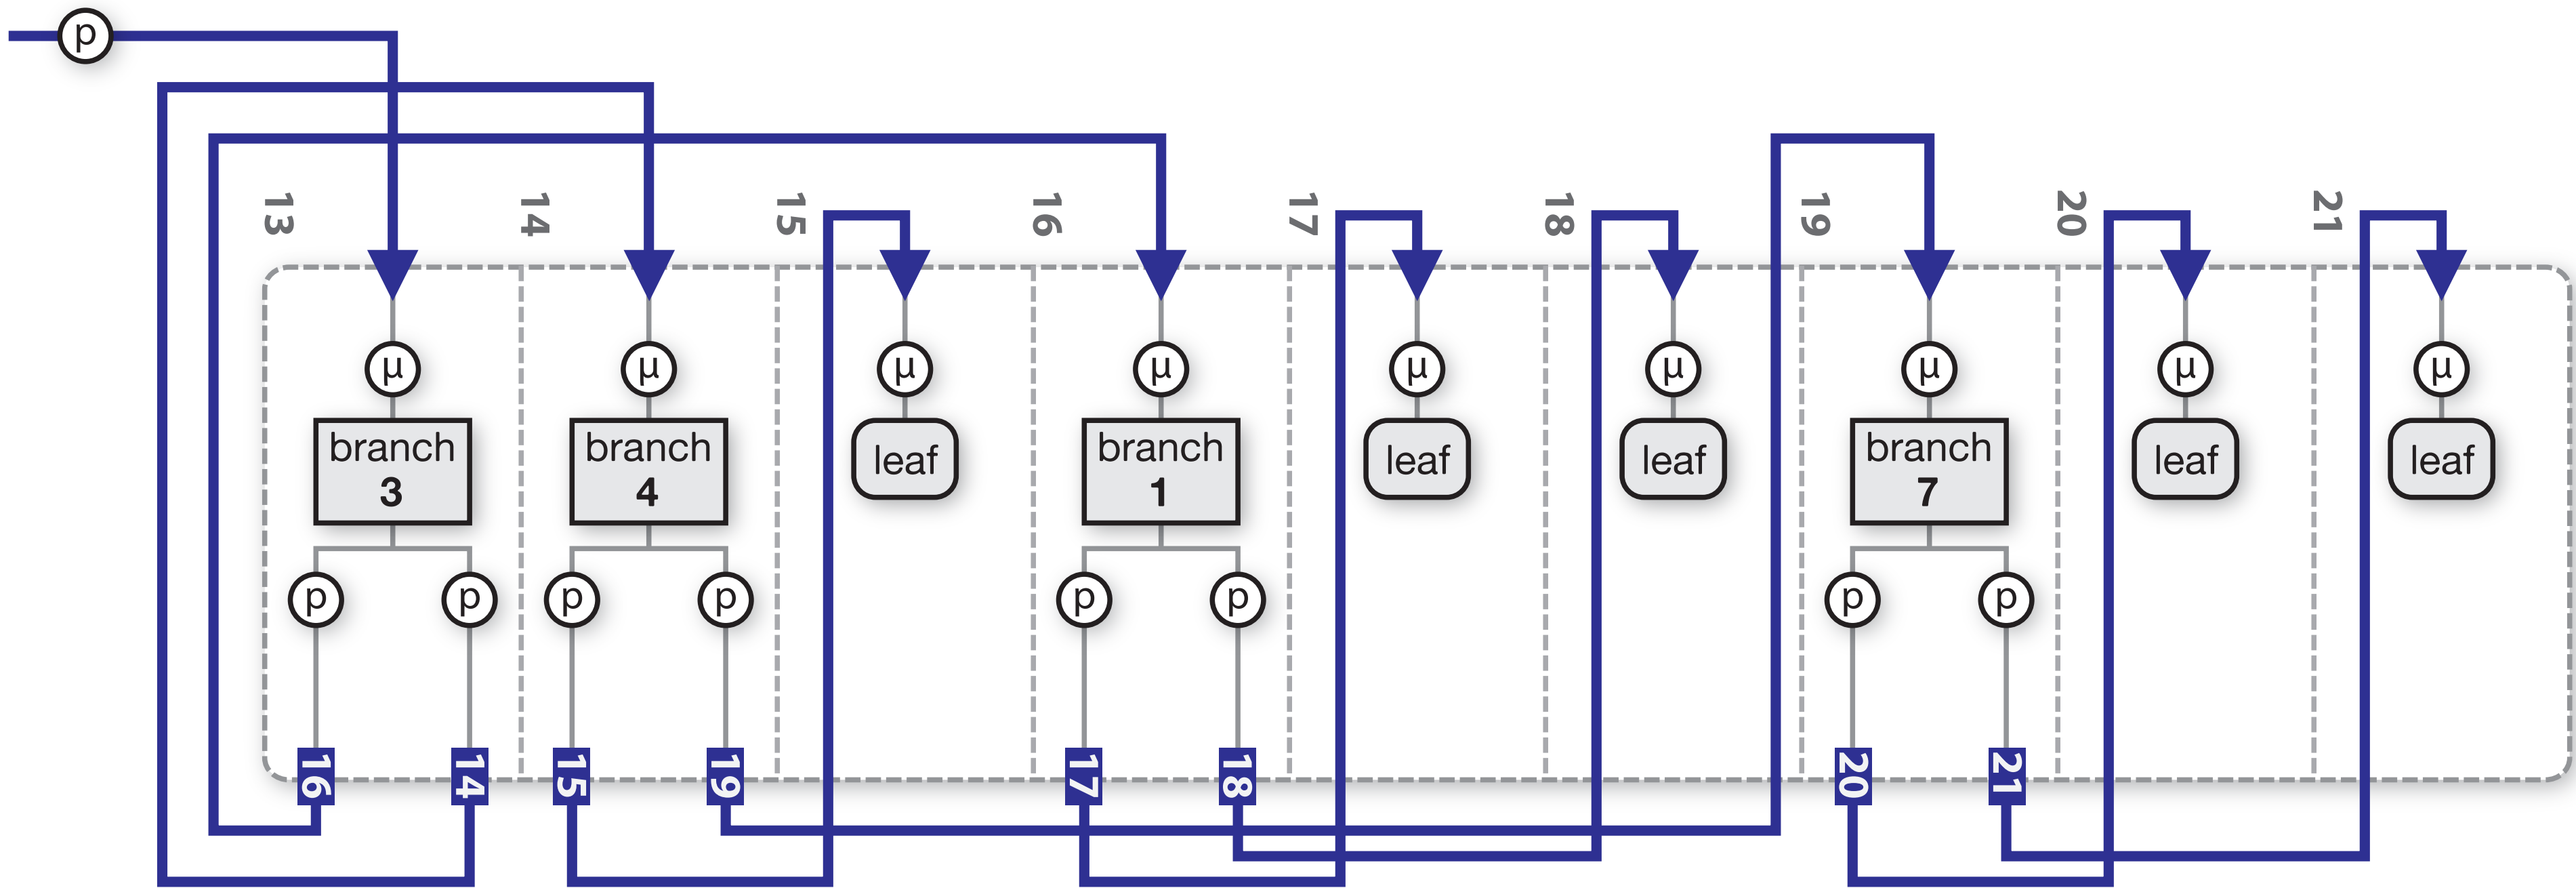 p
13 14 15 16 17 18 19 20 21
μ μ μ μ μ μ μ μ μ
branch branch leaf branch leaf leaf branch leaf leaf
3 4 1 7
p p p p p p p p
16 14 15 19 17 18 20 21